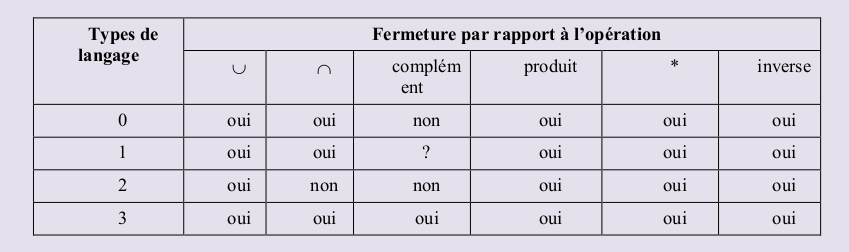 Types de langage Fermeture par rapport à l'opération
∪ ∩ complém ent produit * inverse
0 oui oui non oui oui oui
1 oui oui ? oui oui oui
2 oui non non oui oui oui
3 oui oui oui oui oui oui